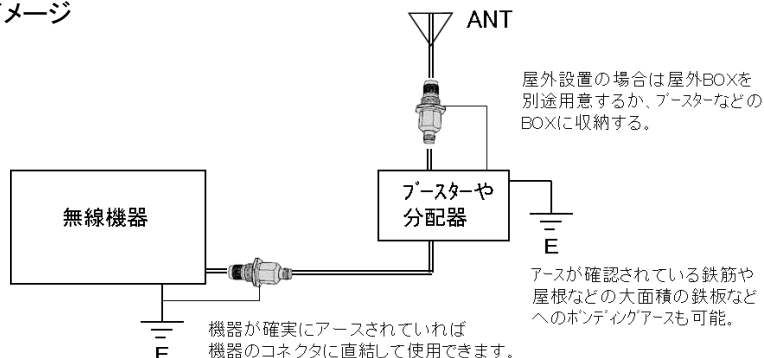 メージ
ANT
屋外設置の場合は屋外BOXを
別途用意するか、ブースターなどの
BOXに収納する。
ブースターや
分配器
無線機器
E
アースが確認されている鉄筋や
屋根などの大面積の鉄板など
へのボンディングアースも可能。
機器が確実にアースされていれば
機器のコネクタに直結して使用できます。
E